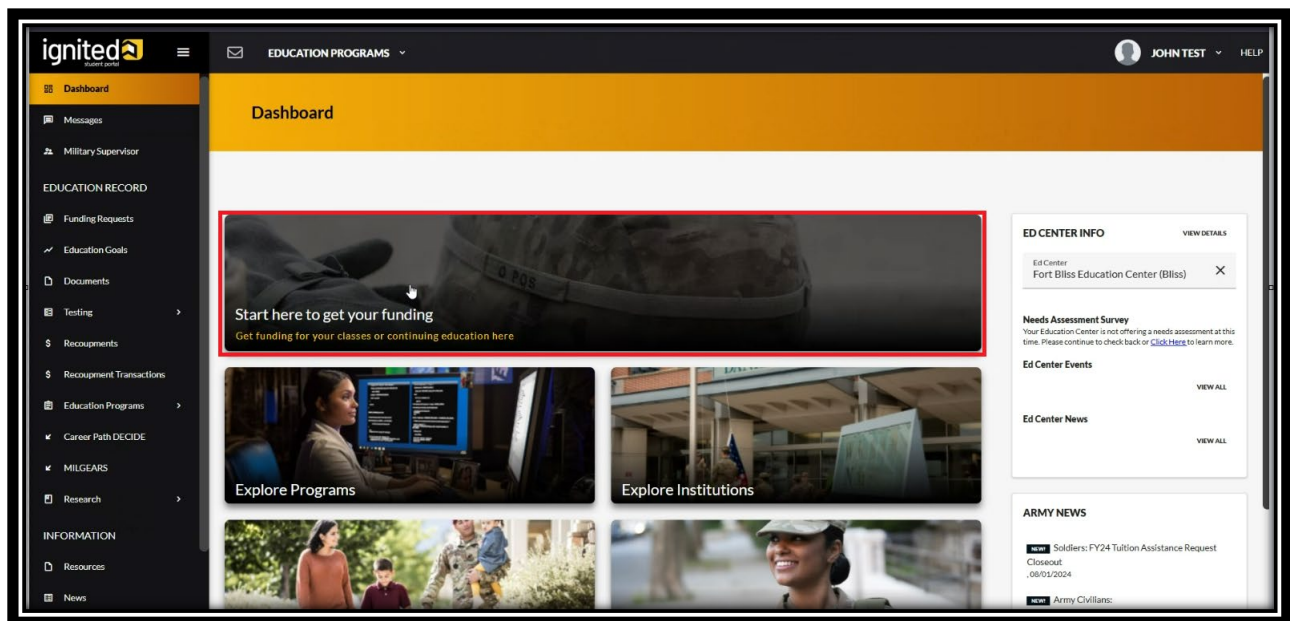 ignited
student portal
EDUCATION PROGRAMS
JOHN TEST
HELP
Dashboard
Messages
Military Supervisor
EDUCATION RECORD
Funding Requests
Education Goals
Documents
Testing
$ Recoupments
$ Recoupment Transactions
Education Programs
Career Path DECIDE
MILGEARS
Research
INFORMATION
Resources
News
Dashboard
O POS
Start here to get your funding
Get funding for your classes or continuing education here
Explore Programs
Explore Institutions
ED CENTER INFO
VIEW DETAILS
Ed Center
Fort Bliss Education Center (Bliss)
Needs Assessment Survey
Your Education Center is not offering a needs assessment at this
time. Please continue to check back or Click Here to learn more.
Ed Center Events
VIEW ALL
Ed Center News
VIEW ALL
ARMY NEWS
NEW! Soldiers: FY24 Tuition Assistance Request
Closeout
, 08/01/2024
NEW! Army Civilians: